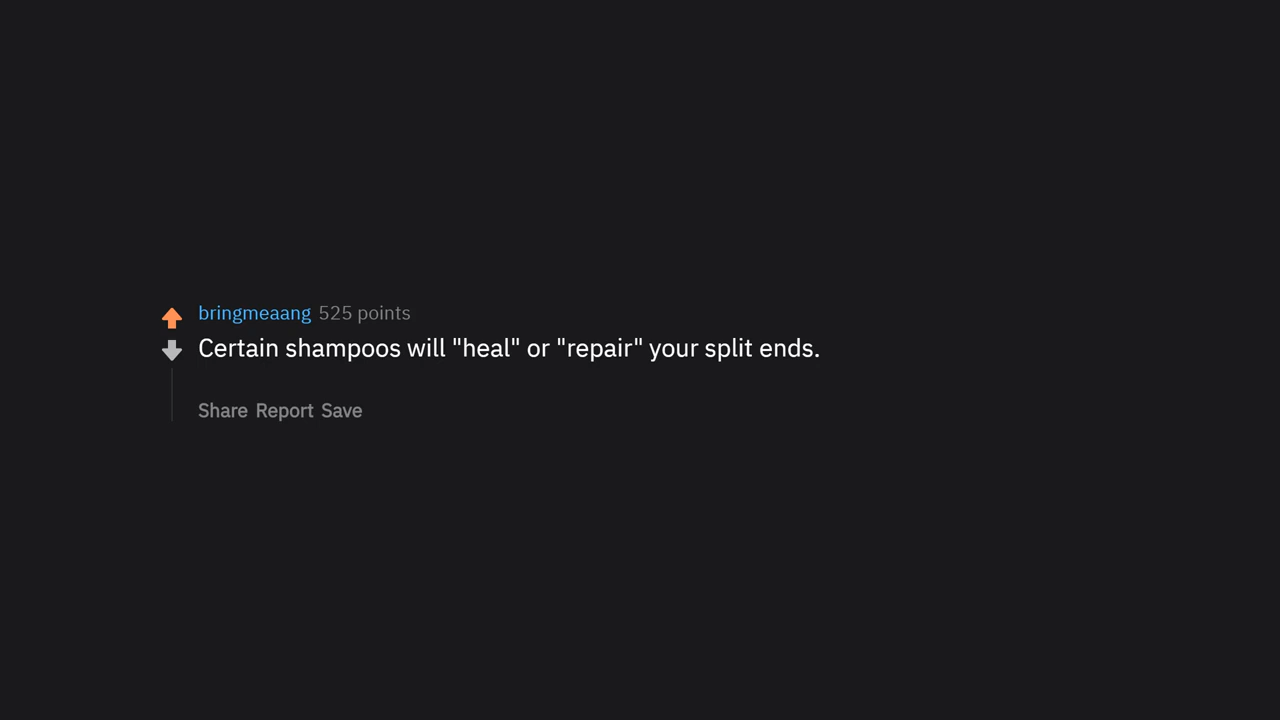 bringmeaang 525 points
Certain shampoos will "heal" or "repair" your split ends.
Share Report Save